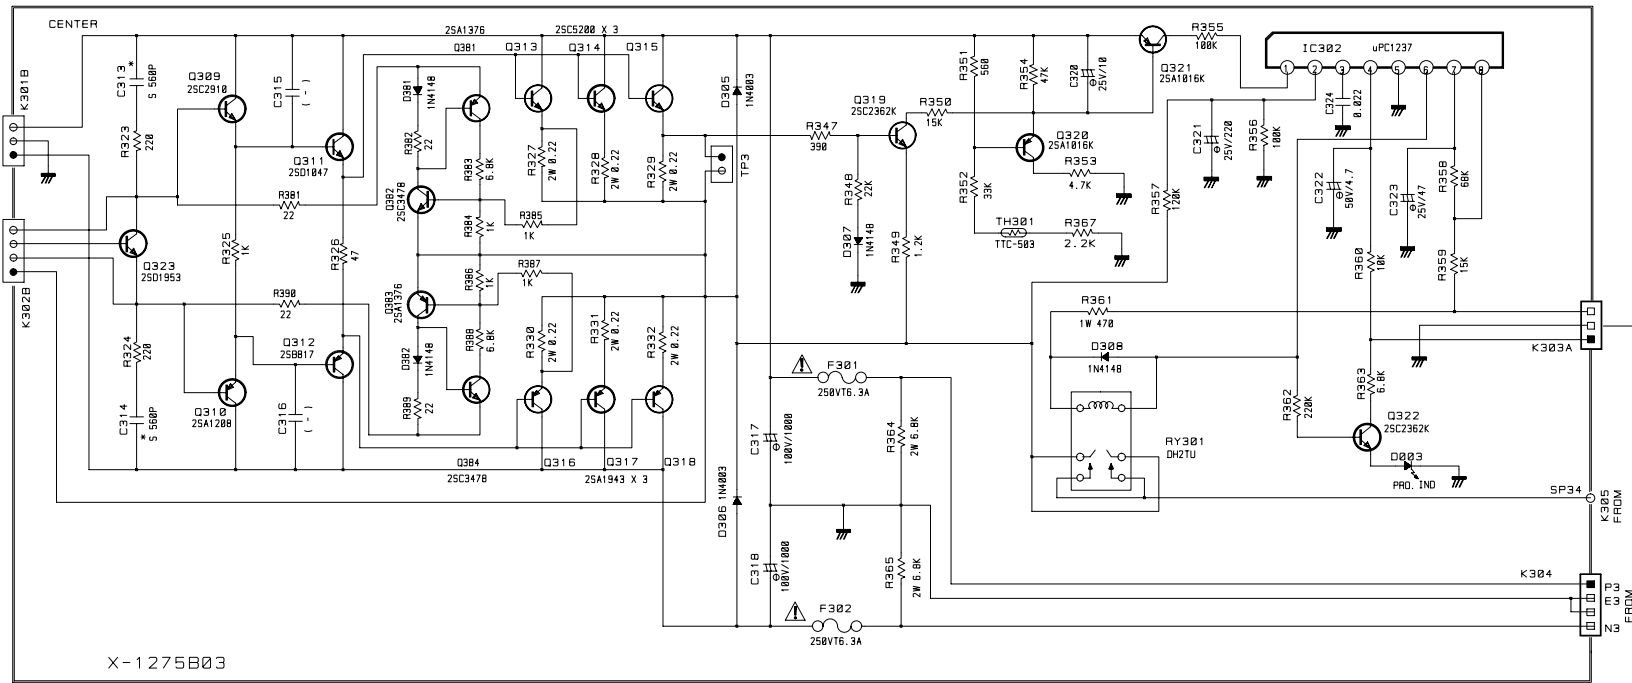 CENTER
K301B
K302B
C313 *
S 560P
R323
220
Q309
2SC2910
C315
( - )
Q311
2SD1047
R381
22
Q323
2SD1953
R325
1K
R326
47
R324
220
R390
22
Q312
2SB817
Q310
2SA1208
C314
* S 560P
C316
( - )
2SA1376
Q381
D381
1N4148
R382
22
R383
6.8K
Q382
2SC3478
R384
1K
R385
1K
R386
1K
R387
1K
Q383
2SA1376
R388
6.8K
D382
1N4148
R389
22
Q384
2SC3478
2SC5200 X 3
Q313
Q314
Q315
R327
2W 0.22
R328
2W 0.22
R329
2W 0.22
R330
2W 0.22
R331
2W 0.22
R332
2W 0.22
Q316
Q317
Q318
2SA1943 X 3
D305
1N4003
TP3
D306 1N4003
R347
390
R348
22K
D307
1N4148
Q319
2SC2362K
R350
15K
R349
1.2K
R351
560
R352
33K
R354
47K
C320
25V/10
Q320
2SA1016K
R353
4.7K
TH301
TTC-503
R367
2.2K
Q321
2SA1016K
R355
100K
R357
120K
IC302
uPC1237
1
2
3
4
5
6
7
8
C321
25V/220
R356
100K
C324
0.022
C322
50V/4.7
C323
25V/47
R358
68K
R360
10K
R359
15K
R361
1W 470
D308
1N4148
RY301
DH2TU
R362
220K
R363
6.8K
Q322
2SC2362K
D003
PRO. IND
K303A
SP34
K305
FROM
F301
250VT6.3A
C317
100V/1000
R364
2W 6.8K
C318
100V/1000
R365
2W 6.8K
F302
250VT6.3A
K304
P3
E3
N3
FROM
X-1275B03